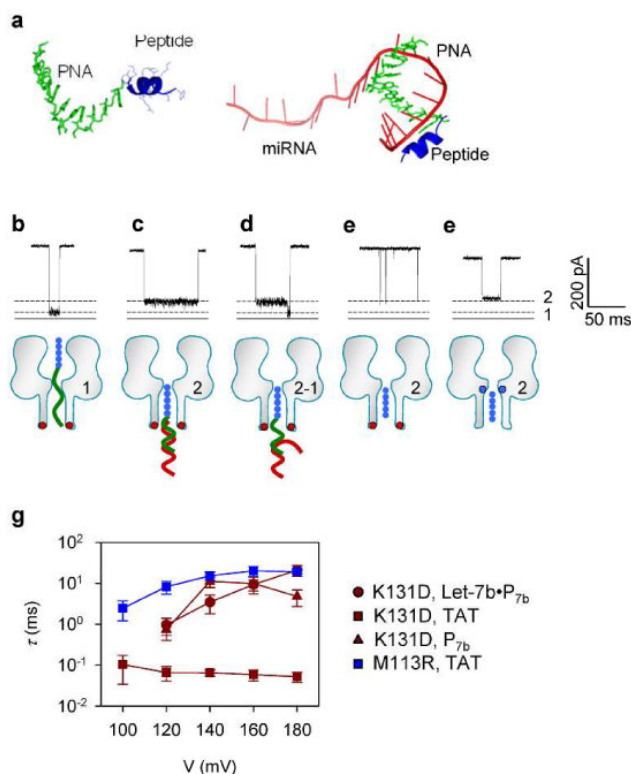 a
PNA
Peptide
miRNA
PNA
Peptide
b
c
d
e
e
2
1
200 pA
50 ms
1
2
2-1
2
2
g
10²
10¹
10⁰
10⁻¹
10⁻²
τ (ms)
100 120 140 160 180
V (mV)
K131D, Let-7b•P₇b
K131D, TAT
K131D, P₇b
M113R, TAT